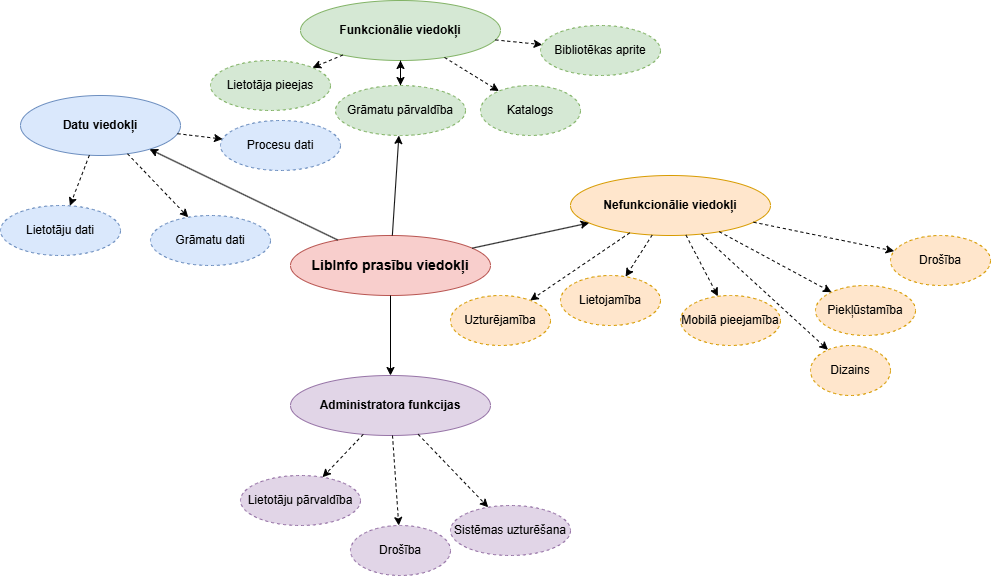 Funkcionālie viedokļi
Bibliotēkas aprite
Lietotāja pieejas
Grāmatu pārvaldība
Katalogs
Datu viedokļi
Procesu dati
Lietotāju dati
Grāmatu dati
Nefunkcionālie viedokļi
LibInfo prasību viedokļi
Drošība
Uzturējamība
Lietojamība
Mobilā pieejamība
Piekļūstamība
Dizains
Administratora funkcijas
Lietotāju pārvaldība
Drošība
Sistēmas uzturēšana